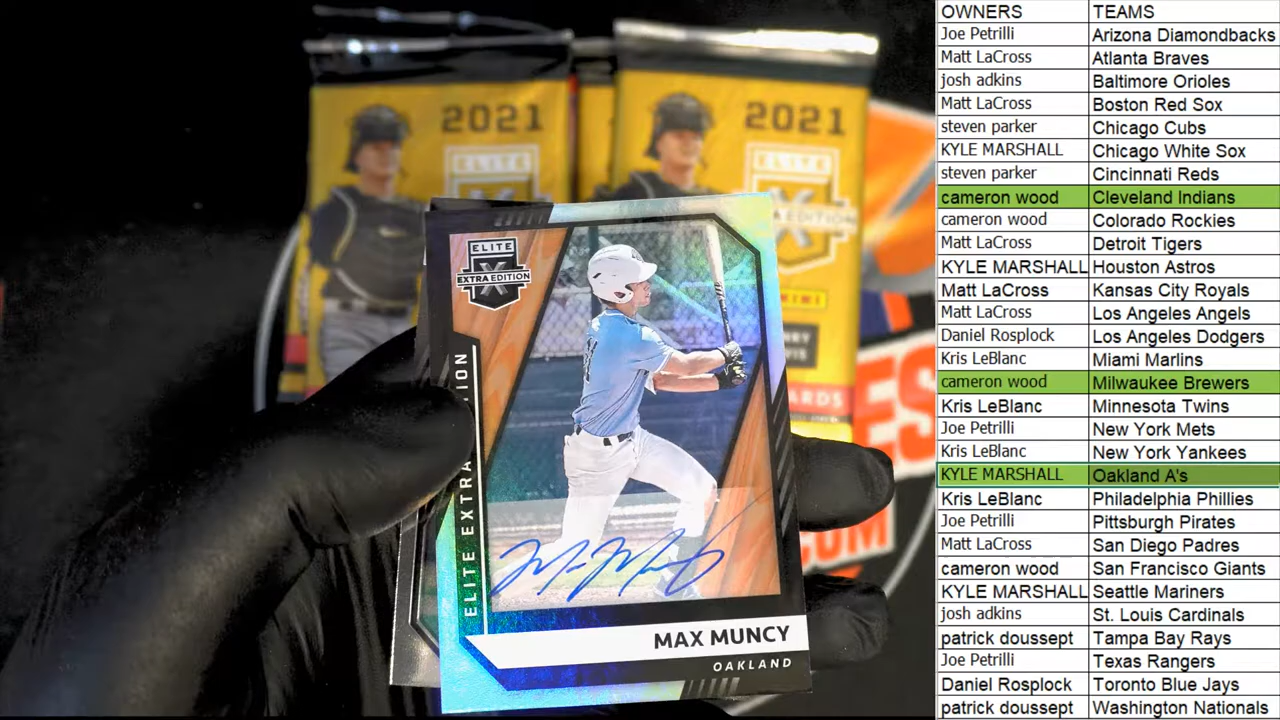 2021
ELITE
2021
ELITE
EDITION
ELITE
X
EXTRA EDITION
ELITE EXTRA
MAX MUNCY
OAKLAND
OWNERS TEAMS
Joe Petrilli Arizona Diamondbacks
Matt LaCross Atlanta Braves
josh adkins Baltimore Orioles
Matt LaCross Boston Red Sox
steven parker Chicago Cubs
KYLE MARSHALL Chicago White Sox
steven parker Cincinnati Reds
cameron wood Cleveland Indians
cameron wood Colorado Rockies
Matt LaCross Detroit Tigers
KYLE MARSHALL Houston Astros
Matt LaCross Kansas City Royals
Matt LaCross Los Angeles Angels
Daniel Rosplock Los Angeles Dodgers
Kris LeBlanc Miami Marlins
cameron wood Milwaukee Brewers
Kris LeBlanc Minnesota Twins
Joe Petrilli New York Mets
Kris LeBlanc New York Yankees
KYLE MARSHALL Oakland A's
Kris LeBlanc Philadelphia Phillies
Joe Petrilli Pittsburgh Pirates
Matt LaCross San Diego Padres
cameron wood San Francisco Giants
KYLE MARSHALL Seattle Mariners
josh adkins St. Louis Cardinals
patrick doussept Tampa Bay Rays
Joe Petrilli Texas Rangers
Daniel Rosplock Toronto Blue Jays
patrick doussept Washington Nationals